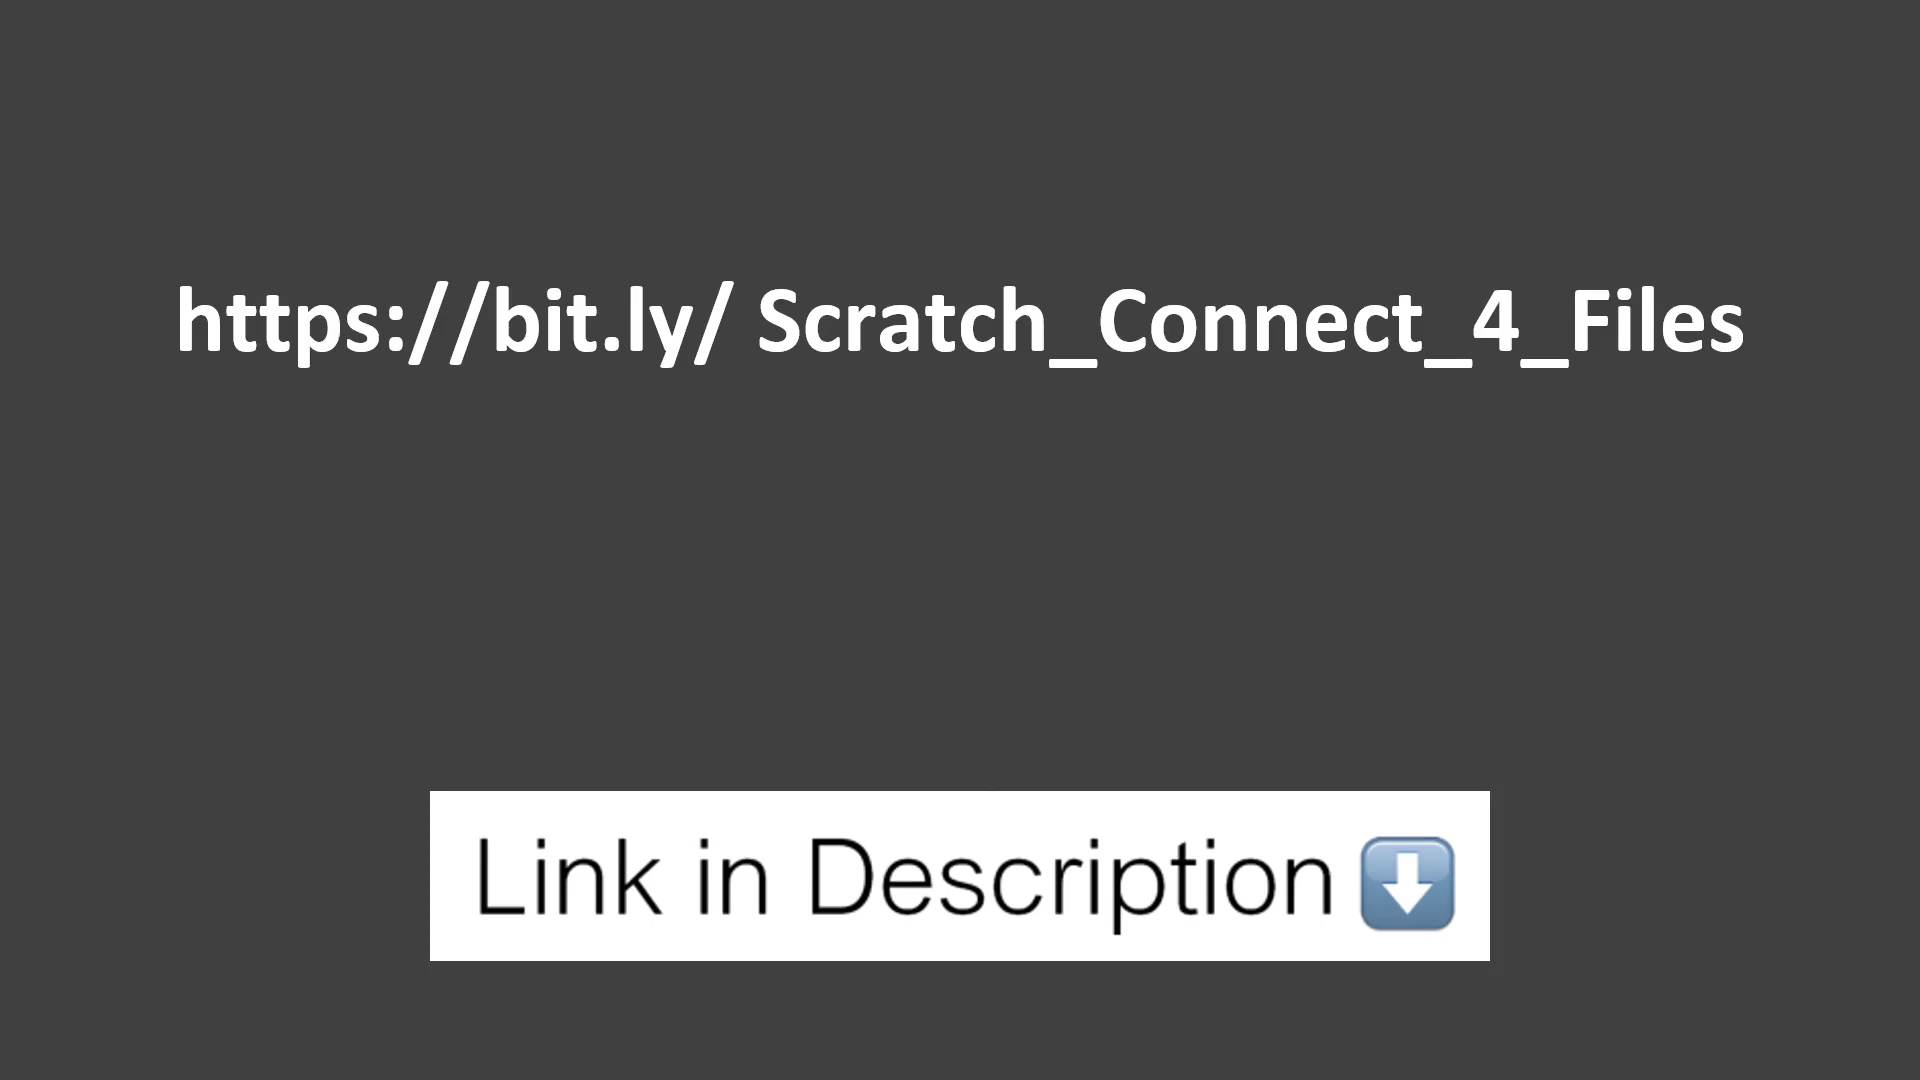 https://bit.ly/ Scratch_Connect_4_Files
Link in Description ⬇️